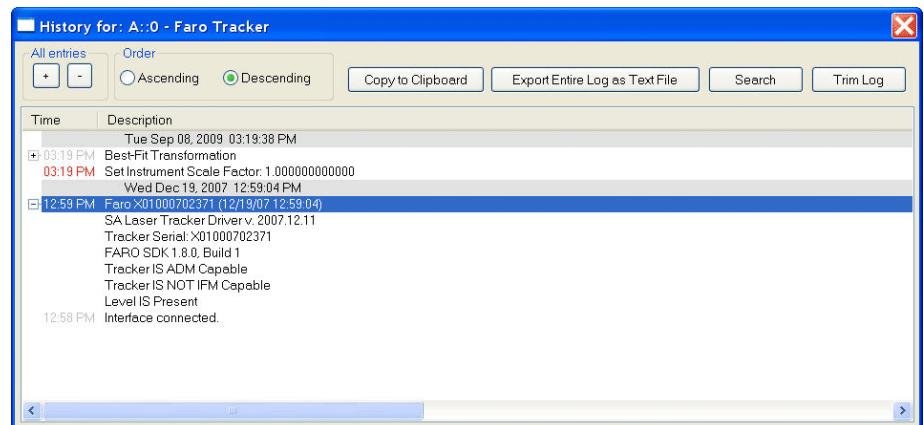 History for: A::0 - Faro Tracker
All entries
Order
+ -
Ascending Descending
Copy to Clipboard Export Entire Log as Text File Search Trim Log
Time Description
Tue Sep 08, 2009 03:19:38 PM
03:19 PM Best-Fit Transformation
03:19 PM Set Instrument Scale Factor: 1.000000000000
Wed Dec 19, 2007 12:59:04 PM
12:59 PM Faro X01000702371 (12/19/07 12:59:04)
SA Laser Tracker Driver v. 2007.12.11
Tracker Serial: X01000702371
FARO SDK 1.8.0, Build 1
Tracker IS ADM Capable
Tracker IS NOT IFM Capable
Level IS Present
12:58 PM Interface connected.